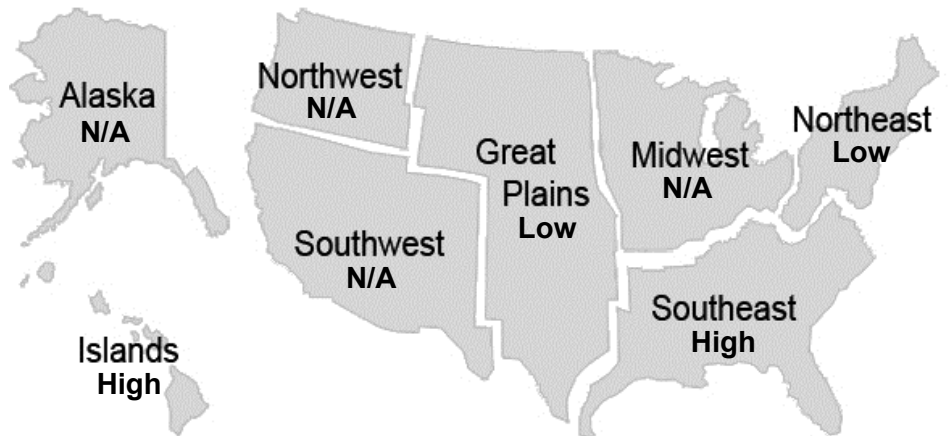 Alaska
N/A
Northwest
N/A
Great
Plains
Low
Midwest
N/A
Northeast
Low
Southwest
N/A
Southeast
High
Islands
High